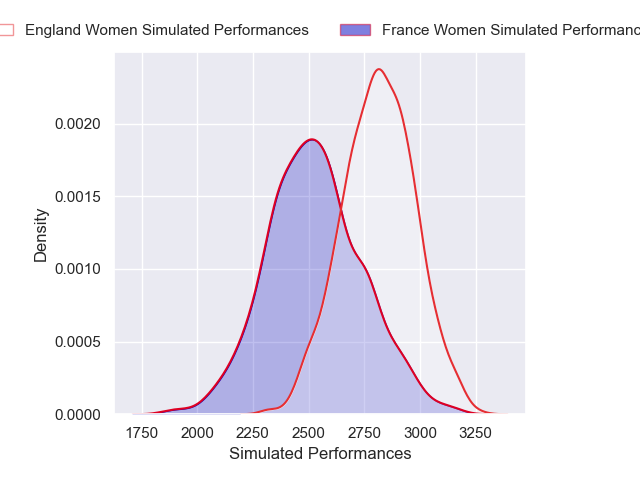 England Women Simulated Performances France Women Simulated Performanc
0.0020
0.0015
0.0010
0.0005
0.0000
Density
1750 2000 2250 2500 2750 3000 3250
Simulated Performances